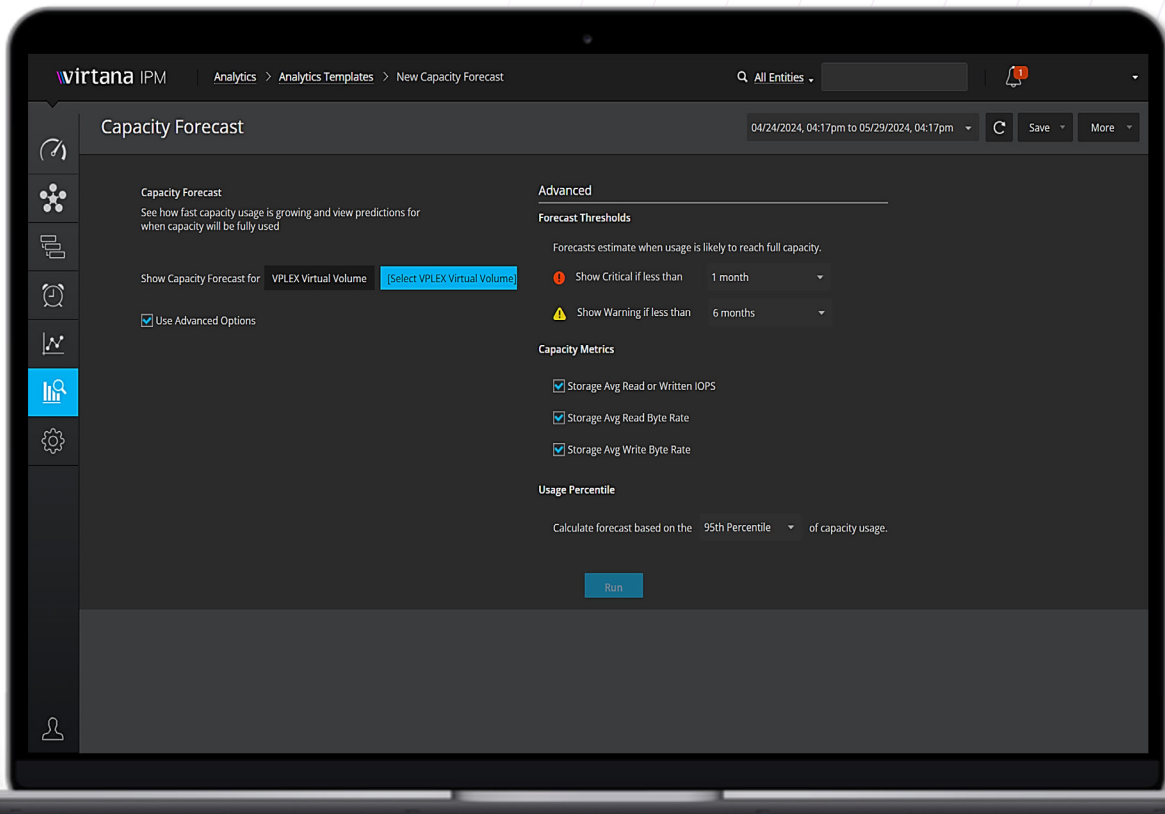 virtana IPM
Analytics > Analytics Templates > New Capacity Forecast
All Entities
1
Capacity Forecast
04/24/2024, 04:17pm to 05/29/2024, 04:17pm
Save
More
Capacity Forecast
See how fast capacity usage is growing and view predictions for
when capacity will be fully used
Show Capacity Forecast for VPLEX Virtual Volume [Select VPLEX Virtual Volume]
Use Advanced Options
Advanced
Forecast Thresholds
Forecasts estimate when usage is likely to reach full capacity.
Show Critical if less than 1 month
Show Warning if less than 6 months
Capacity Metrics
Storage Avg Read or Written IOPS
Storage Avg Read Byte Rate
Storage Avg Write Byte Rate
Usage Percentile
Calculate forecast based on the 95th Percentile of capacity usage.
Run